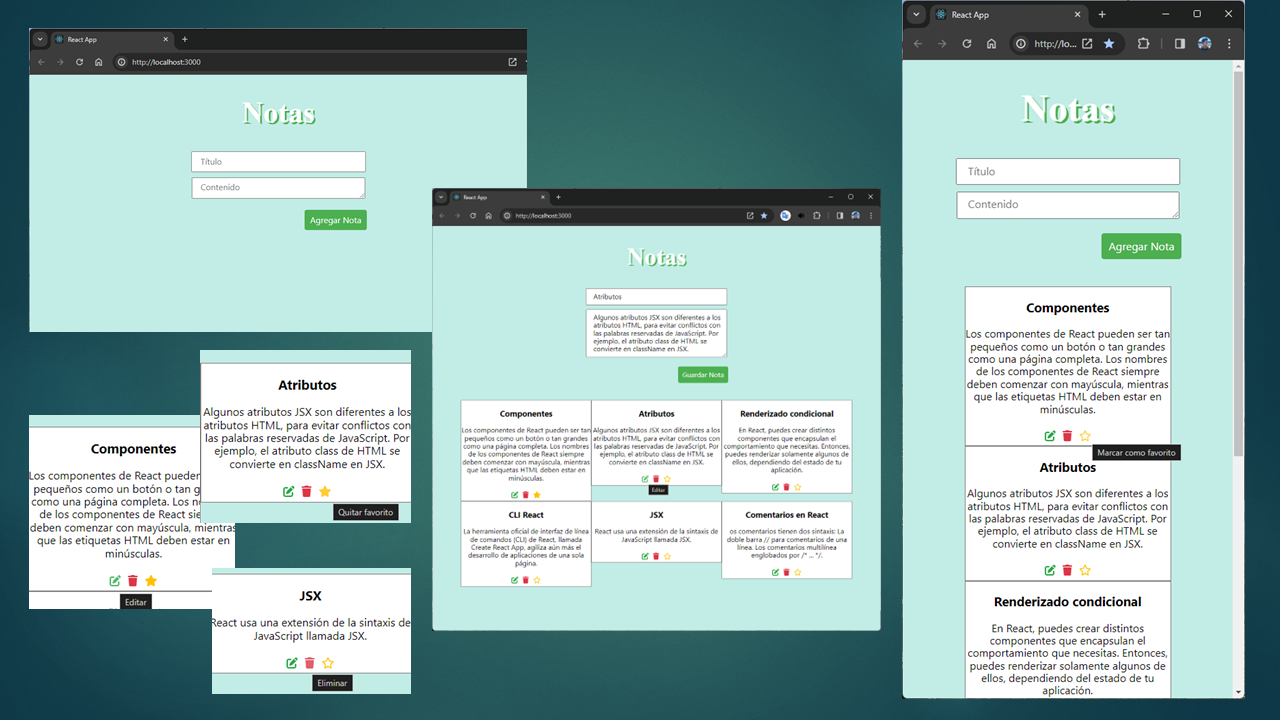 React App
http://localhost:3000
Notas
Título
Contenido
Agregar Nota
Componentes
Los componentes de React pueden
pequeños como un botón o tan g
como una página completa. Los no
de los componentes de React sie
deben comenzar con mayúscula, mientras
que las etiquetas HTML deben estar en
minúsculas.
Editar
Atributos
Algunos atributos JSX son diferentes a los
atributos HTML, para evitar conflictos con
las palabras reservadas de JavaScript. Por
ejemplo, el atributo class de HTML se
convierte en className en JSX.
Quitar favorito
JSX
React usa una extensión de la sintaxis de
JavaScript llamada JSX.
Eliminar
React App
http://localhost:3000
Notas
Atributos
Algunos atributos JSX son diferentes a los
atributos HTML, para evitar conflictos con
las palabras reservadas de JavaScript. Por
ejemplo, el atributo class de HTML se
convierte en className en JSX.
Guardar Nota
Componentes
Los componentes de React pueden ser tan
pequeños como un botón o tan grandes
como una página completa. Los nombres
de los componentes de React siempre
deben comenzar con mayúscula, mientras
que las etiquetas HTML deben estar en
minúsculas.
Atributos
Algunos atributos JSX son diferentes a los
atributos HTML, para evitar conflictos con
las palabras reservadas de JavaScript. Por
ejemplo, el atributo class de HTML se
convierte en className en JSX.
Editar
Renderizado condicional
En React, puedes crear distintos
componentes que encapsulan el
comportamiento que necesitas. Entonces,
puedes renderizar solamente algunos de
ellos, dependiendo del estado de tu
aplicación.
CLI React
La herramienta oficial de interfaz de línea
de comandos (CLI) de React, llamada
Create React App, agiliza aún más el
desarrollo de aplicaciones de una sola
página.
JSX
React usa una extensión de la sintaxis de
JavaScript llamada JSX.
Comentarios en React
os comentarios tienen dos sintaxis: La
doble barra // para comentarios de una
línea. Los comentarios multilínea
englobados por /* ... */.
React App
http://lo...
Notas
Título
Contenido
Agregar Nota
Componentes
Los componentes de React pueden ser tan
pequeños como un botón o tan grandes
como una página completa. Los nombres
de los componentes de React siempre
deben comenzar con mayúscula, mientras
que las etiquetas HTML deben estar en
minúsculas.
Marcar como favorito
Atributos
Algunos atributos JSX son diferentes a los
atributos HTML, para evitar conflictos con
las palabras reservadas de JavaScript. Por
ejemplo, el atributo class de HTML se
convierte en className en JSX.
Renderizado condicional
En React, puedes crear distintos
componentes que encapsulan el
comportamiento que necesitas. Entonces,
puedes renderizar solamente algunos de
ellos, dependiendo del estado de tu
aplicación.